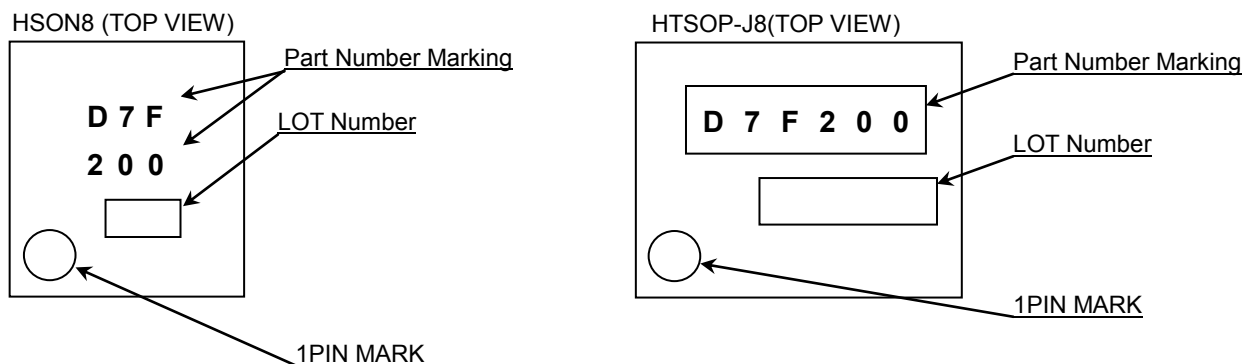 HSON8 (TOP VIEW)
Part Number Marking
D 7 F
LOT Number
2 0 0
1PIN MARK
HTSOP-J8(TOP VIEW)
Part Number Marking
D 7 F 2 0 0
LOT Number
1PIN MARK